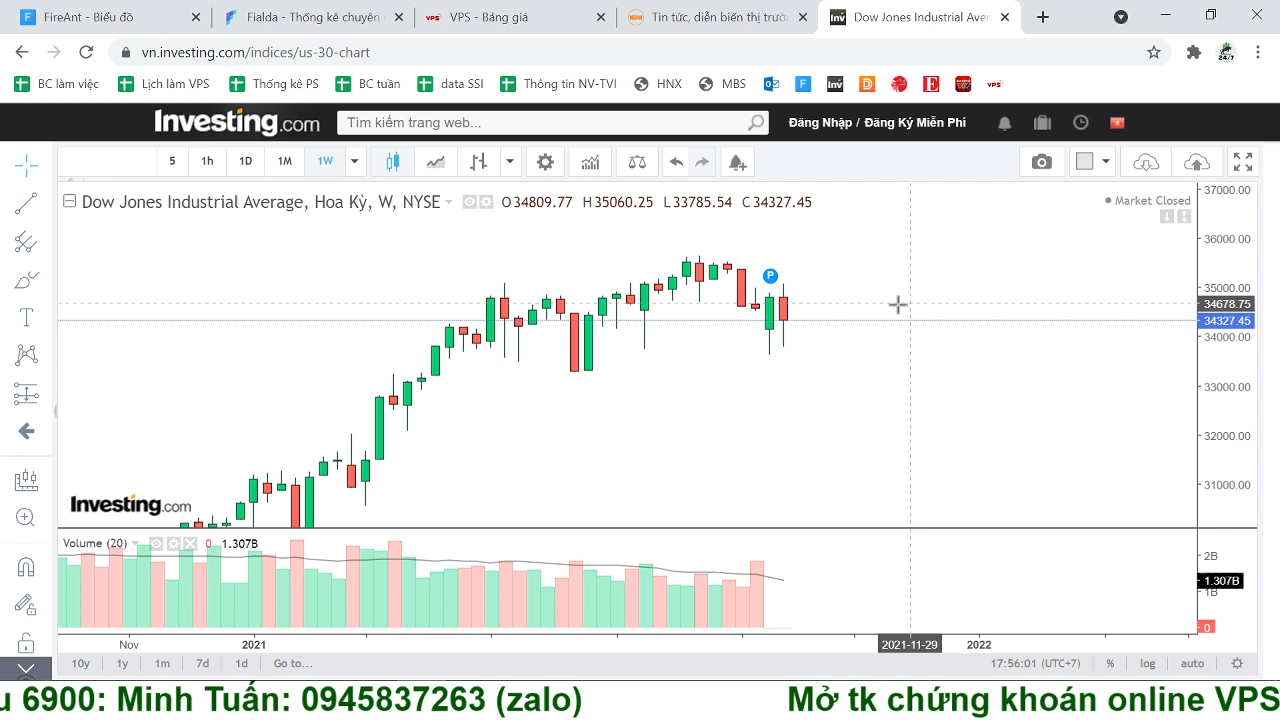 FireAnt - Biểu đồ
Fialda - Thống kê chuyên
VPS - Bảng giá
Tin tức, diễn biến thị trườ
Dow Jones Industrial Aver
vn.investing.com/indices/us-30-chart
24/7
BC làm việc
Lịch làm VPS
Thống kê PS
BC tuần
data SSI
Thông tin NV-TVI
HNX
MBS
Investing.com
Tìm kiếm trang web...
Đăng Nhập / Đăng Ký Miễn Phí
5 1h 1D 1M 1W
Dow Jones Industrial Average, Hoa Kỳ, W, NYSE O34809.77 H35060.25 L33785.54 C34327.45
Market Closed
37000.00
36000.00
35000.00
34678.75
34327.45
34000.00
33000.00
32000.00
31000.00
P
Investing.com
Volume (20) 0 1.307B
2B
1.307B
1B
0
Nov 2021 2021-11-29 2022
10y 1y 1m 7d 1d Go to... 17:56:01 (UTC+7) % log auto
u 6900: Minh Tuấn: 0945837263 (zalo) Mở tk chứng khoán online VPS